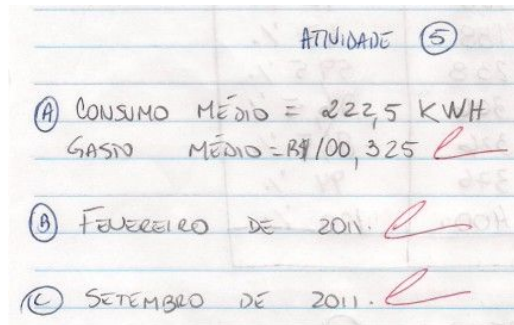 ATIVIDADE 5
A CONSUMO MÉDIO = 222,5 KWH
GASTO MÉDIO = R$ 100,325
B FEVEREIRO DE 2011.
C SETEMBRO DE 2011.